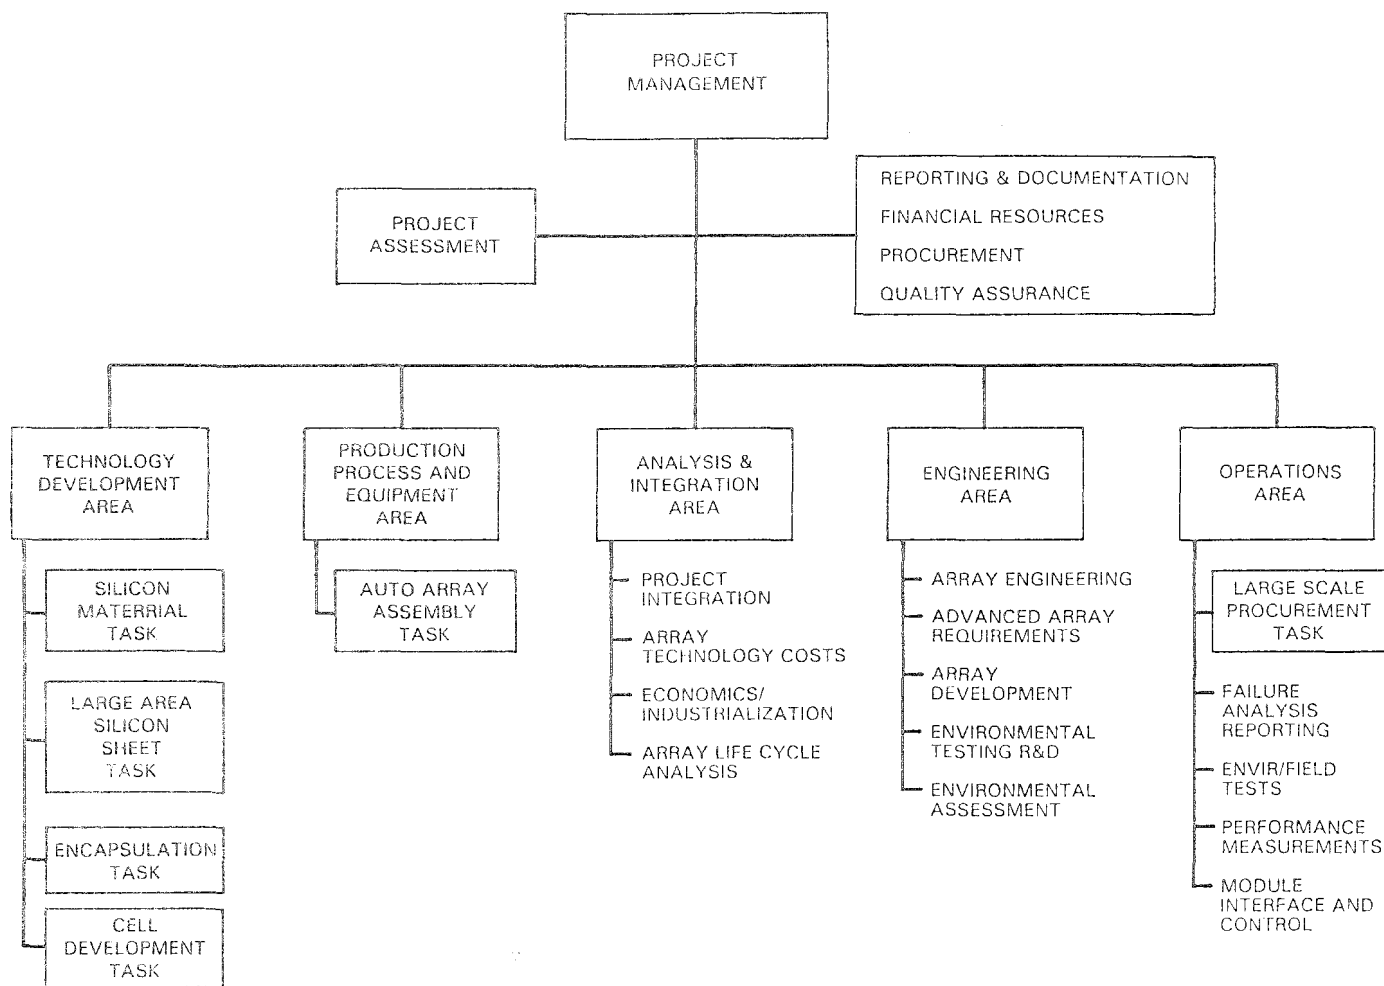 PROJECT
MANAGEMENT
PROJECT
ASSESSMENT
REPORTING & DOCUMENTATION
FINANCIAL RESOURCES
PROCUREMENT
QUALITY ASSURANCE
TECHNOLOGY
DEVELOPMENT
AREA
SILICON
MATERRIAL
TASK
LARGE AREA
SILICON
SHEET
TASK
ENCAPSULATION
TASK
CELL
DEVELOPMENT
TASK
PRODUCTION
PROCESS AND
EQUIPMENT
AREA
AUTO ARRAY
ASSEMBLY
TASK
ANALYSIS &
INTEGRATION
AREA
PROJECT
INTEGRATION
ARRAY
TECHNOLOGY COSTS
ECONOMICS/
INDUSTRIALIZATION
ARRAY LIFE CYCLE
ANALYSIS
ENGINEERING
AREA
ARRAY ENGINEERING
ADVANCED ARRAY
REQUIREMENTS
ARRAY
DEVELOPMENT
ENVIRONMENTAL
TESTING R&D
ENVIRONMENTAL
ASSESSMENT
OPERATIONS
AREA
LARGE SCALE
PROCUREMENT
TASK
FAILURE
ANALYSIS
REPORTING
ENVIR/FIELD
TESTS
PERFORMANCE
MEASUREMENTS
MODULE
INTERFACE AND
CONTROL